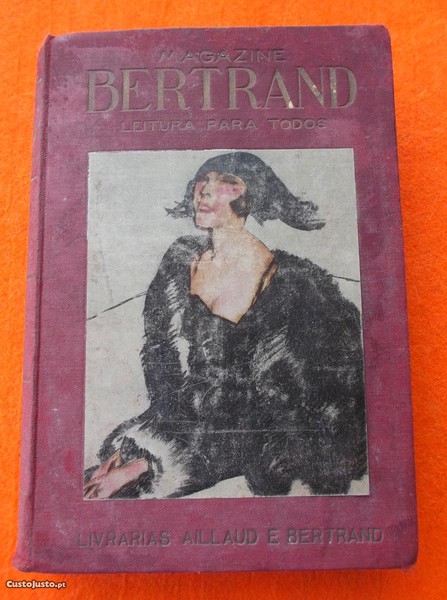 MAGAZINE
BERTRAND
LEITURA PARA TODOS
LIVRARIAS AILLAUD E BERTRAND
CustoJusto.pt